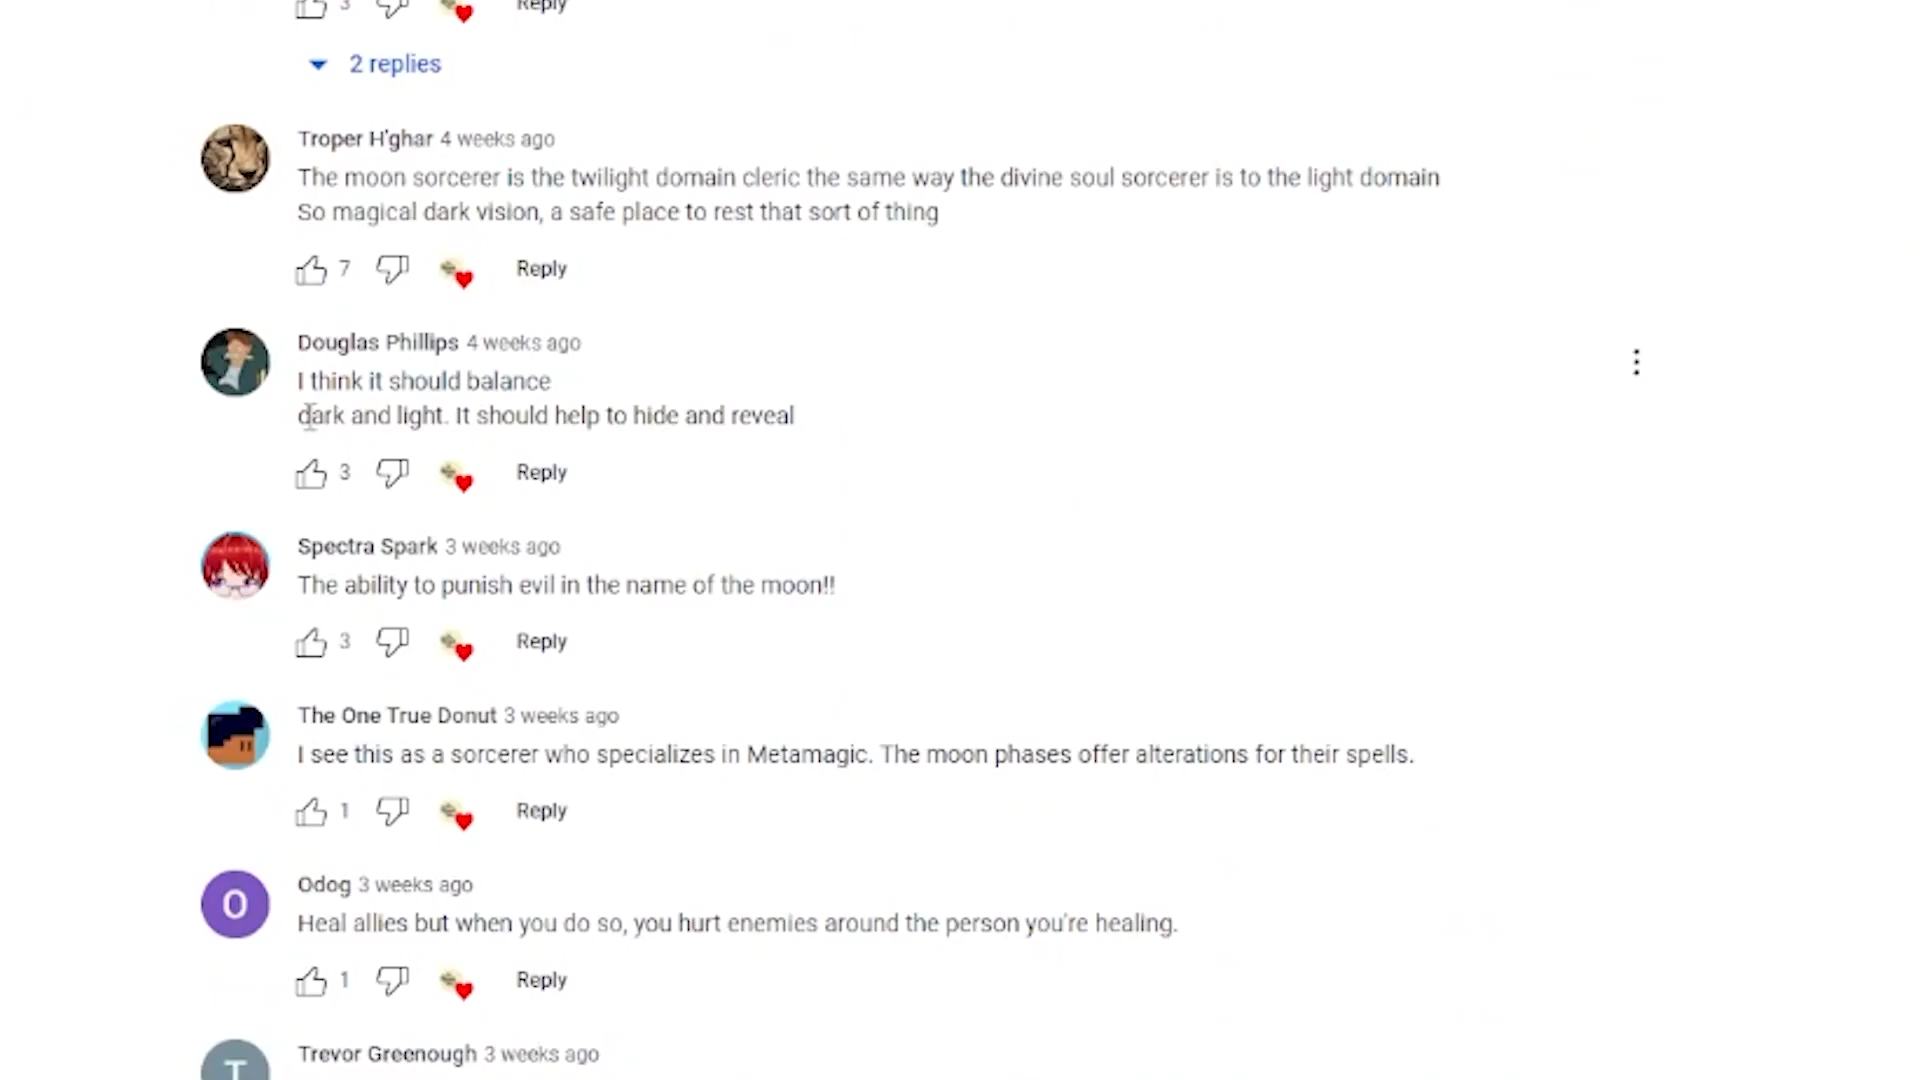 3 Reply
2 replies
Troper H'ghar 4 weeks ago
The moon sorcerer is the twilight domain cleric the same way the divine soul sorcerer is to the light domain
So magical dark vision, a safe place to rest that sort of thing
7 Reply
Douglas Phillips 4 weeks ago
I think it should balance
dark and light. It should help to hide and reveal
3 Reply
Spectra Spark 3 weeks ago
The ability to punish evil in the name of the moon!!
3 Reply
The One True Donut 3 weeks ago
I see this as a sorcerer who specializes in Metamagic. The moon phases offer alterations for their spells.
1 Reply
O
Odog 3 weeks ago
Heal allies but when you do so, you hurt enemies around the person you're healing.
1 Reply
T
Trevor Greenough 3 weeks ago